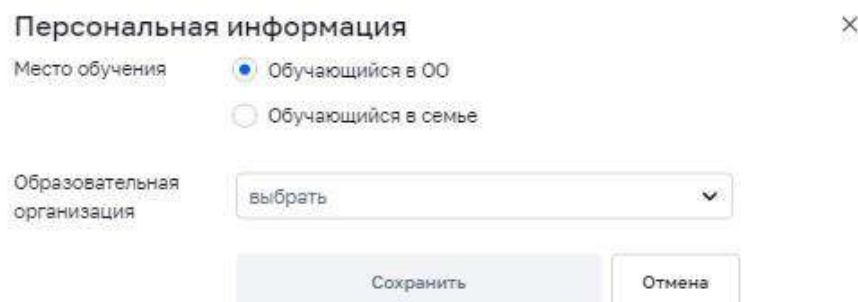 Персональная информация
Место обучения
Обучающийся в ОО
Обучающийся в семье
Образовательная
организация
выбрать
Сохранить
Отмена